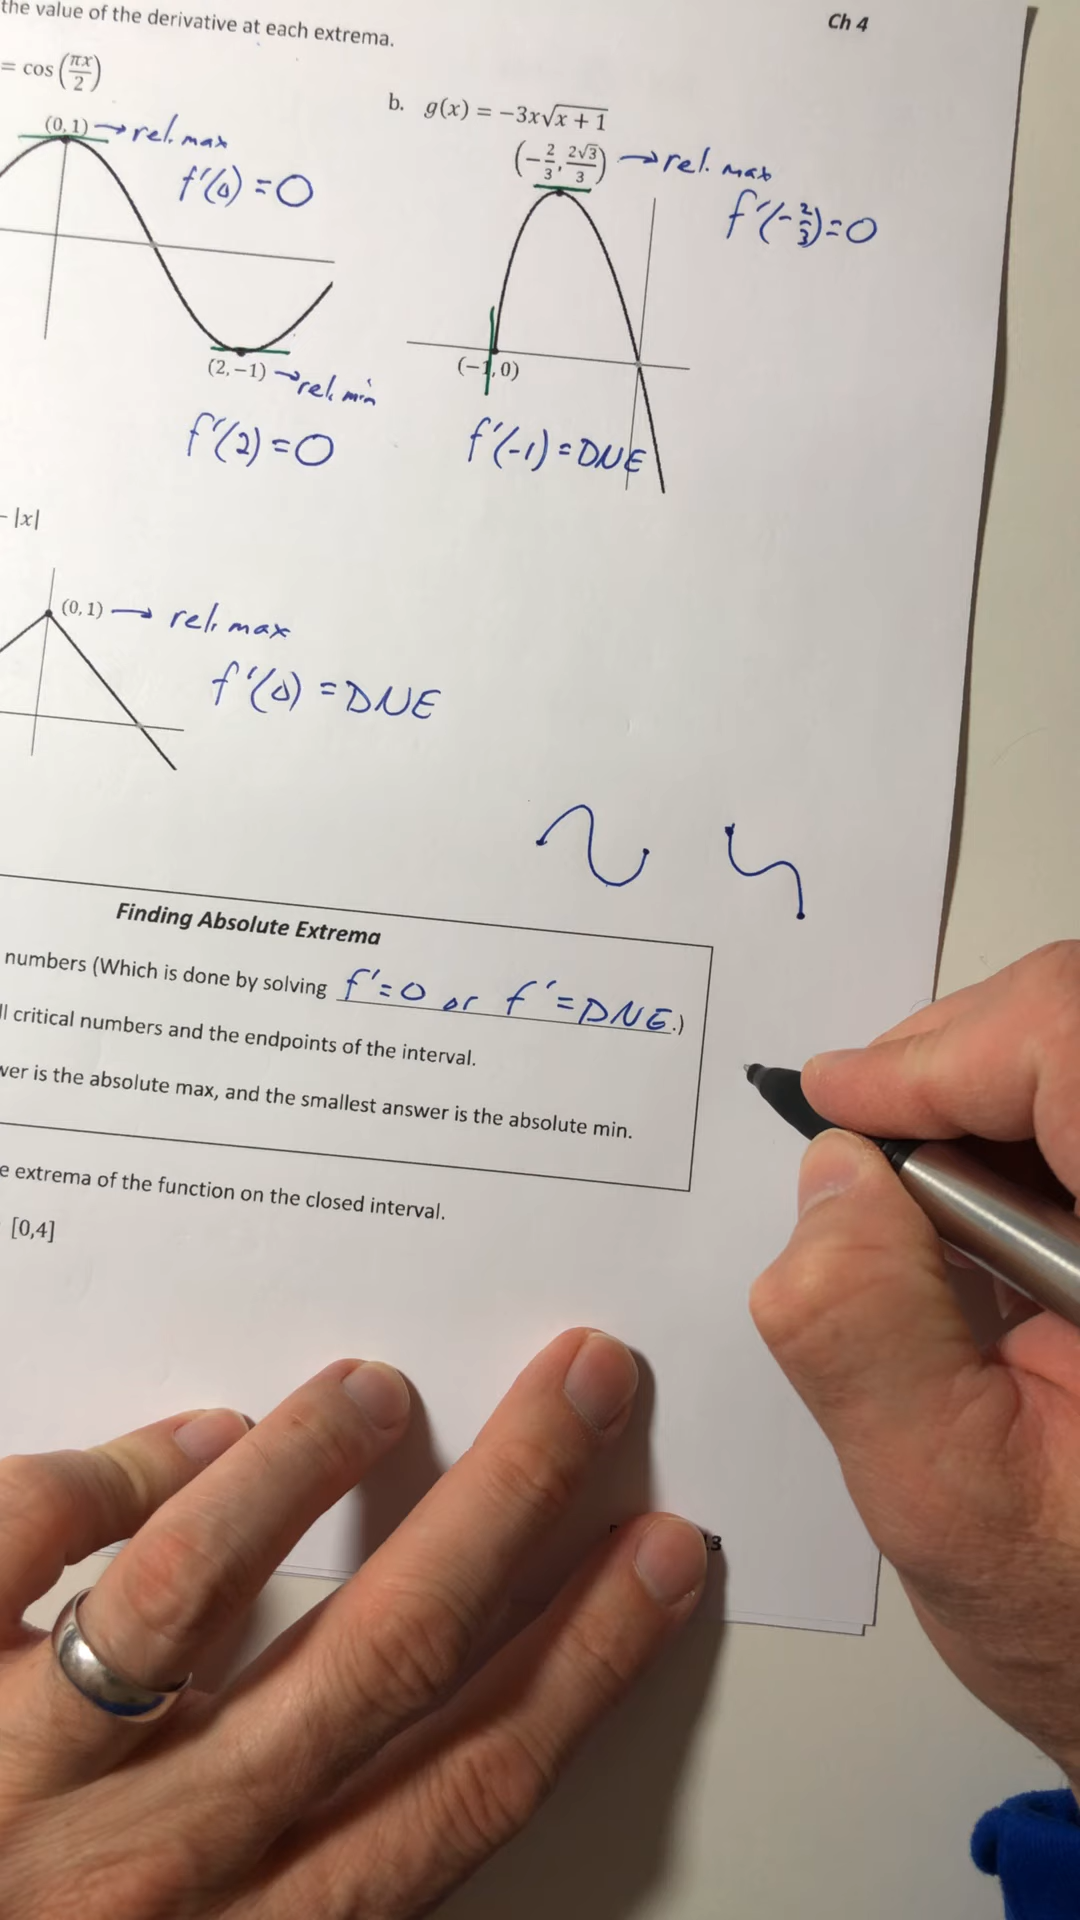 the value of the derivative at each extrema.
Ch 4
= cos (πx/2)
b. g(x) = −3x√x + 1
(0, 1) → rel. max
(−2/3, 2√3/3) → rel. max
f'(0) = 0
f'(-2/3) = 0
(2, −1) → rel. min
(−1, 0)
f'(2) = 0
f'(-1) = DNE
− |x|
(0, 1) → rel. max
f'(0) = DNE
Finding Absolute Extrema
numbers (Which is done by solving f' = 0 or f' = DNE.)
ll critical numbers and the endpoints of the interval.
wer is the absolute max, and the smallest answer is the absolute min.
e extrema of the function on the closed interval.
[0,4]
3